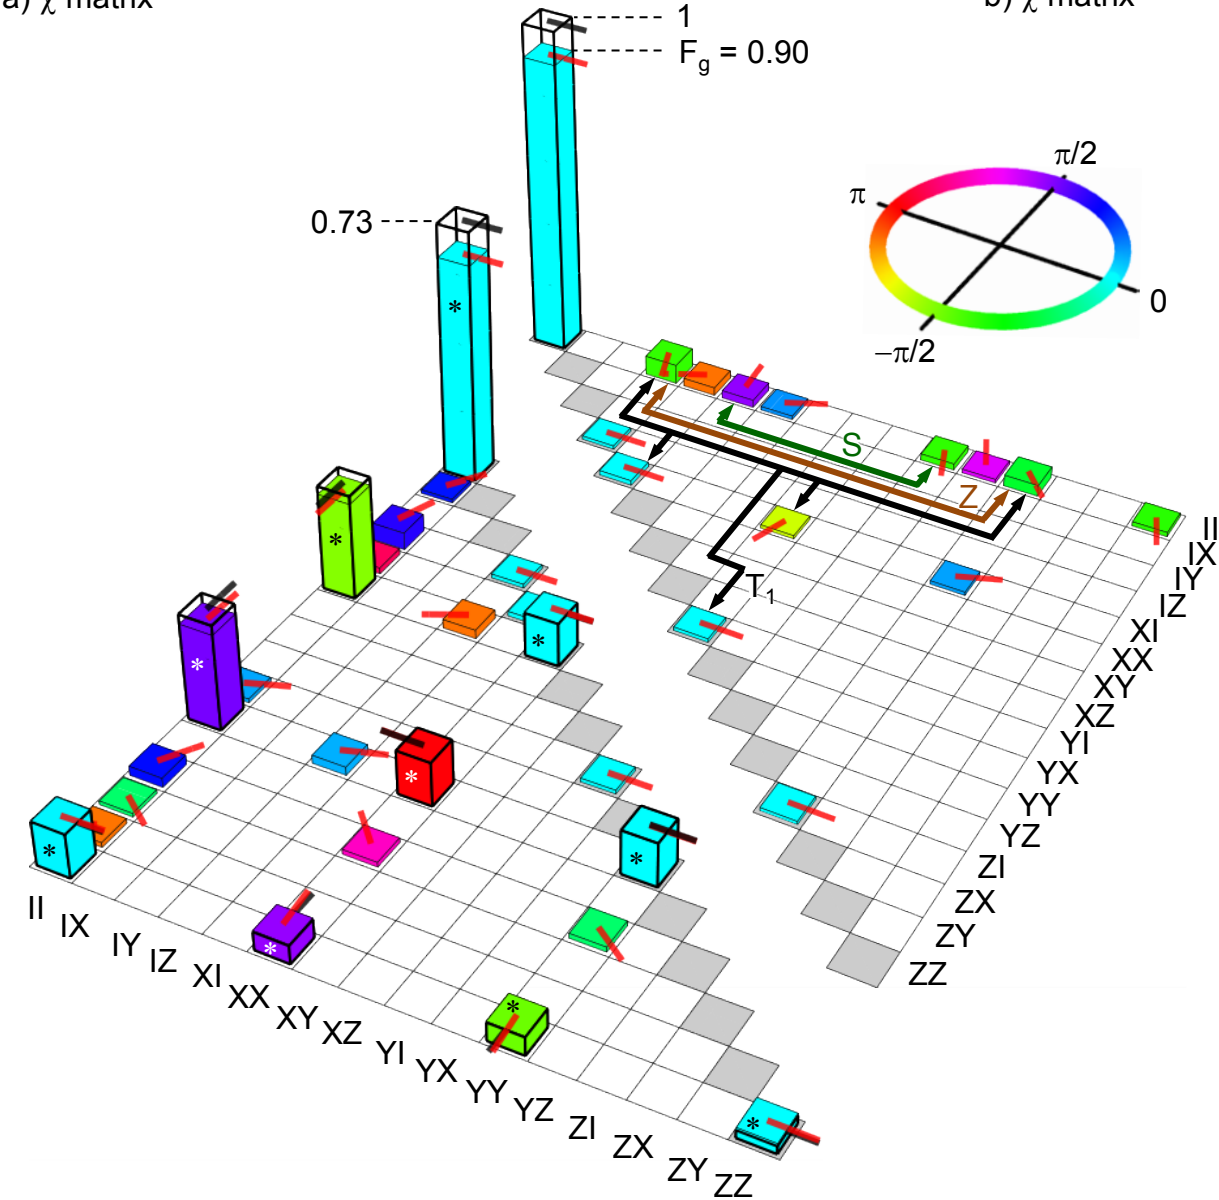 a) χ matrix
b) χ matrix
1
F_g = 0.90
0.73
π/2
π
0
−π/2
S
Z
T_1
*
*
*
*
*
*
*
*
*
*
II
IX
IY
IZ
XI
XX
XY
XZ
YI
YX
YY
YZ
ZI
ZX
ZY
ZZ
II
IX
IY
IZ
XI
XX
XY
XZ
YI
YX
YY
YZ
ZI
ZX
ZY
ZZ